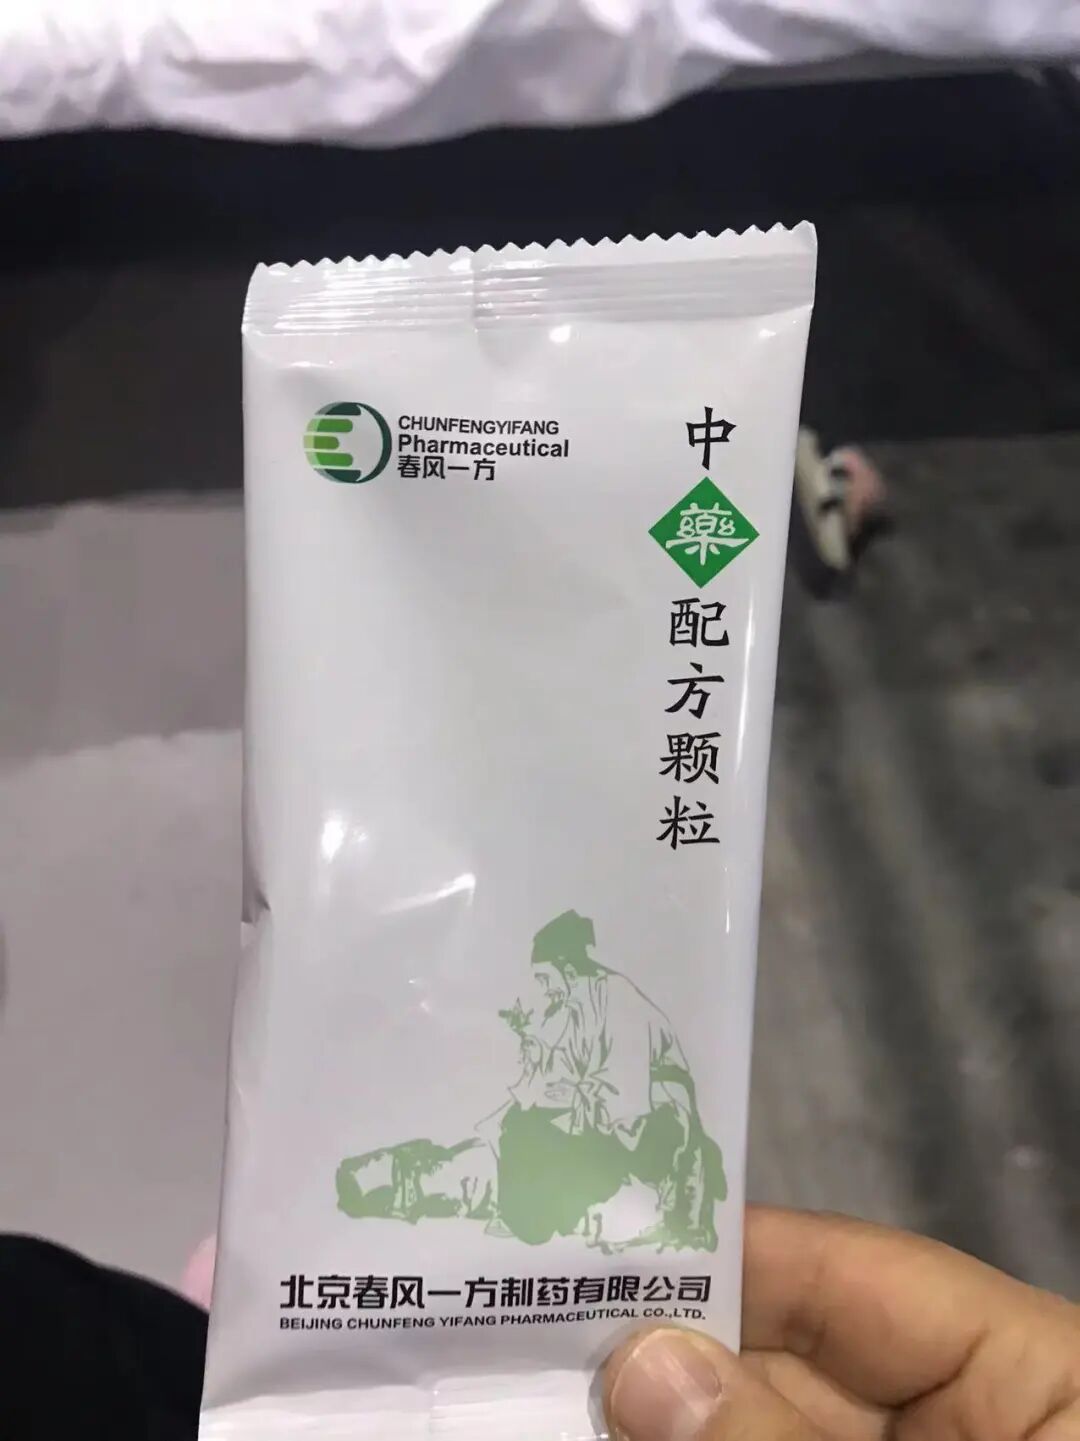 CHUNFENGYIFANG
Pharmaceutical
春风一方
中藥配方颗粒
北京春风一方制药有限公司
BEIJING CHUNFENG YIFANG PHARMACEUTICAL CO.,LTD.